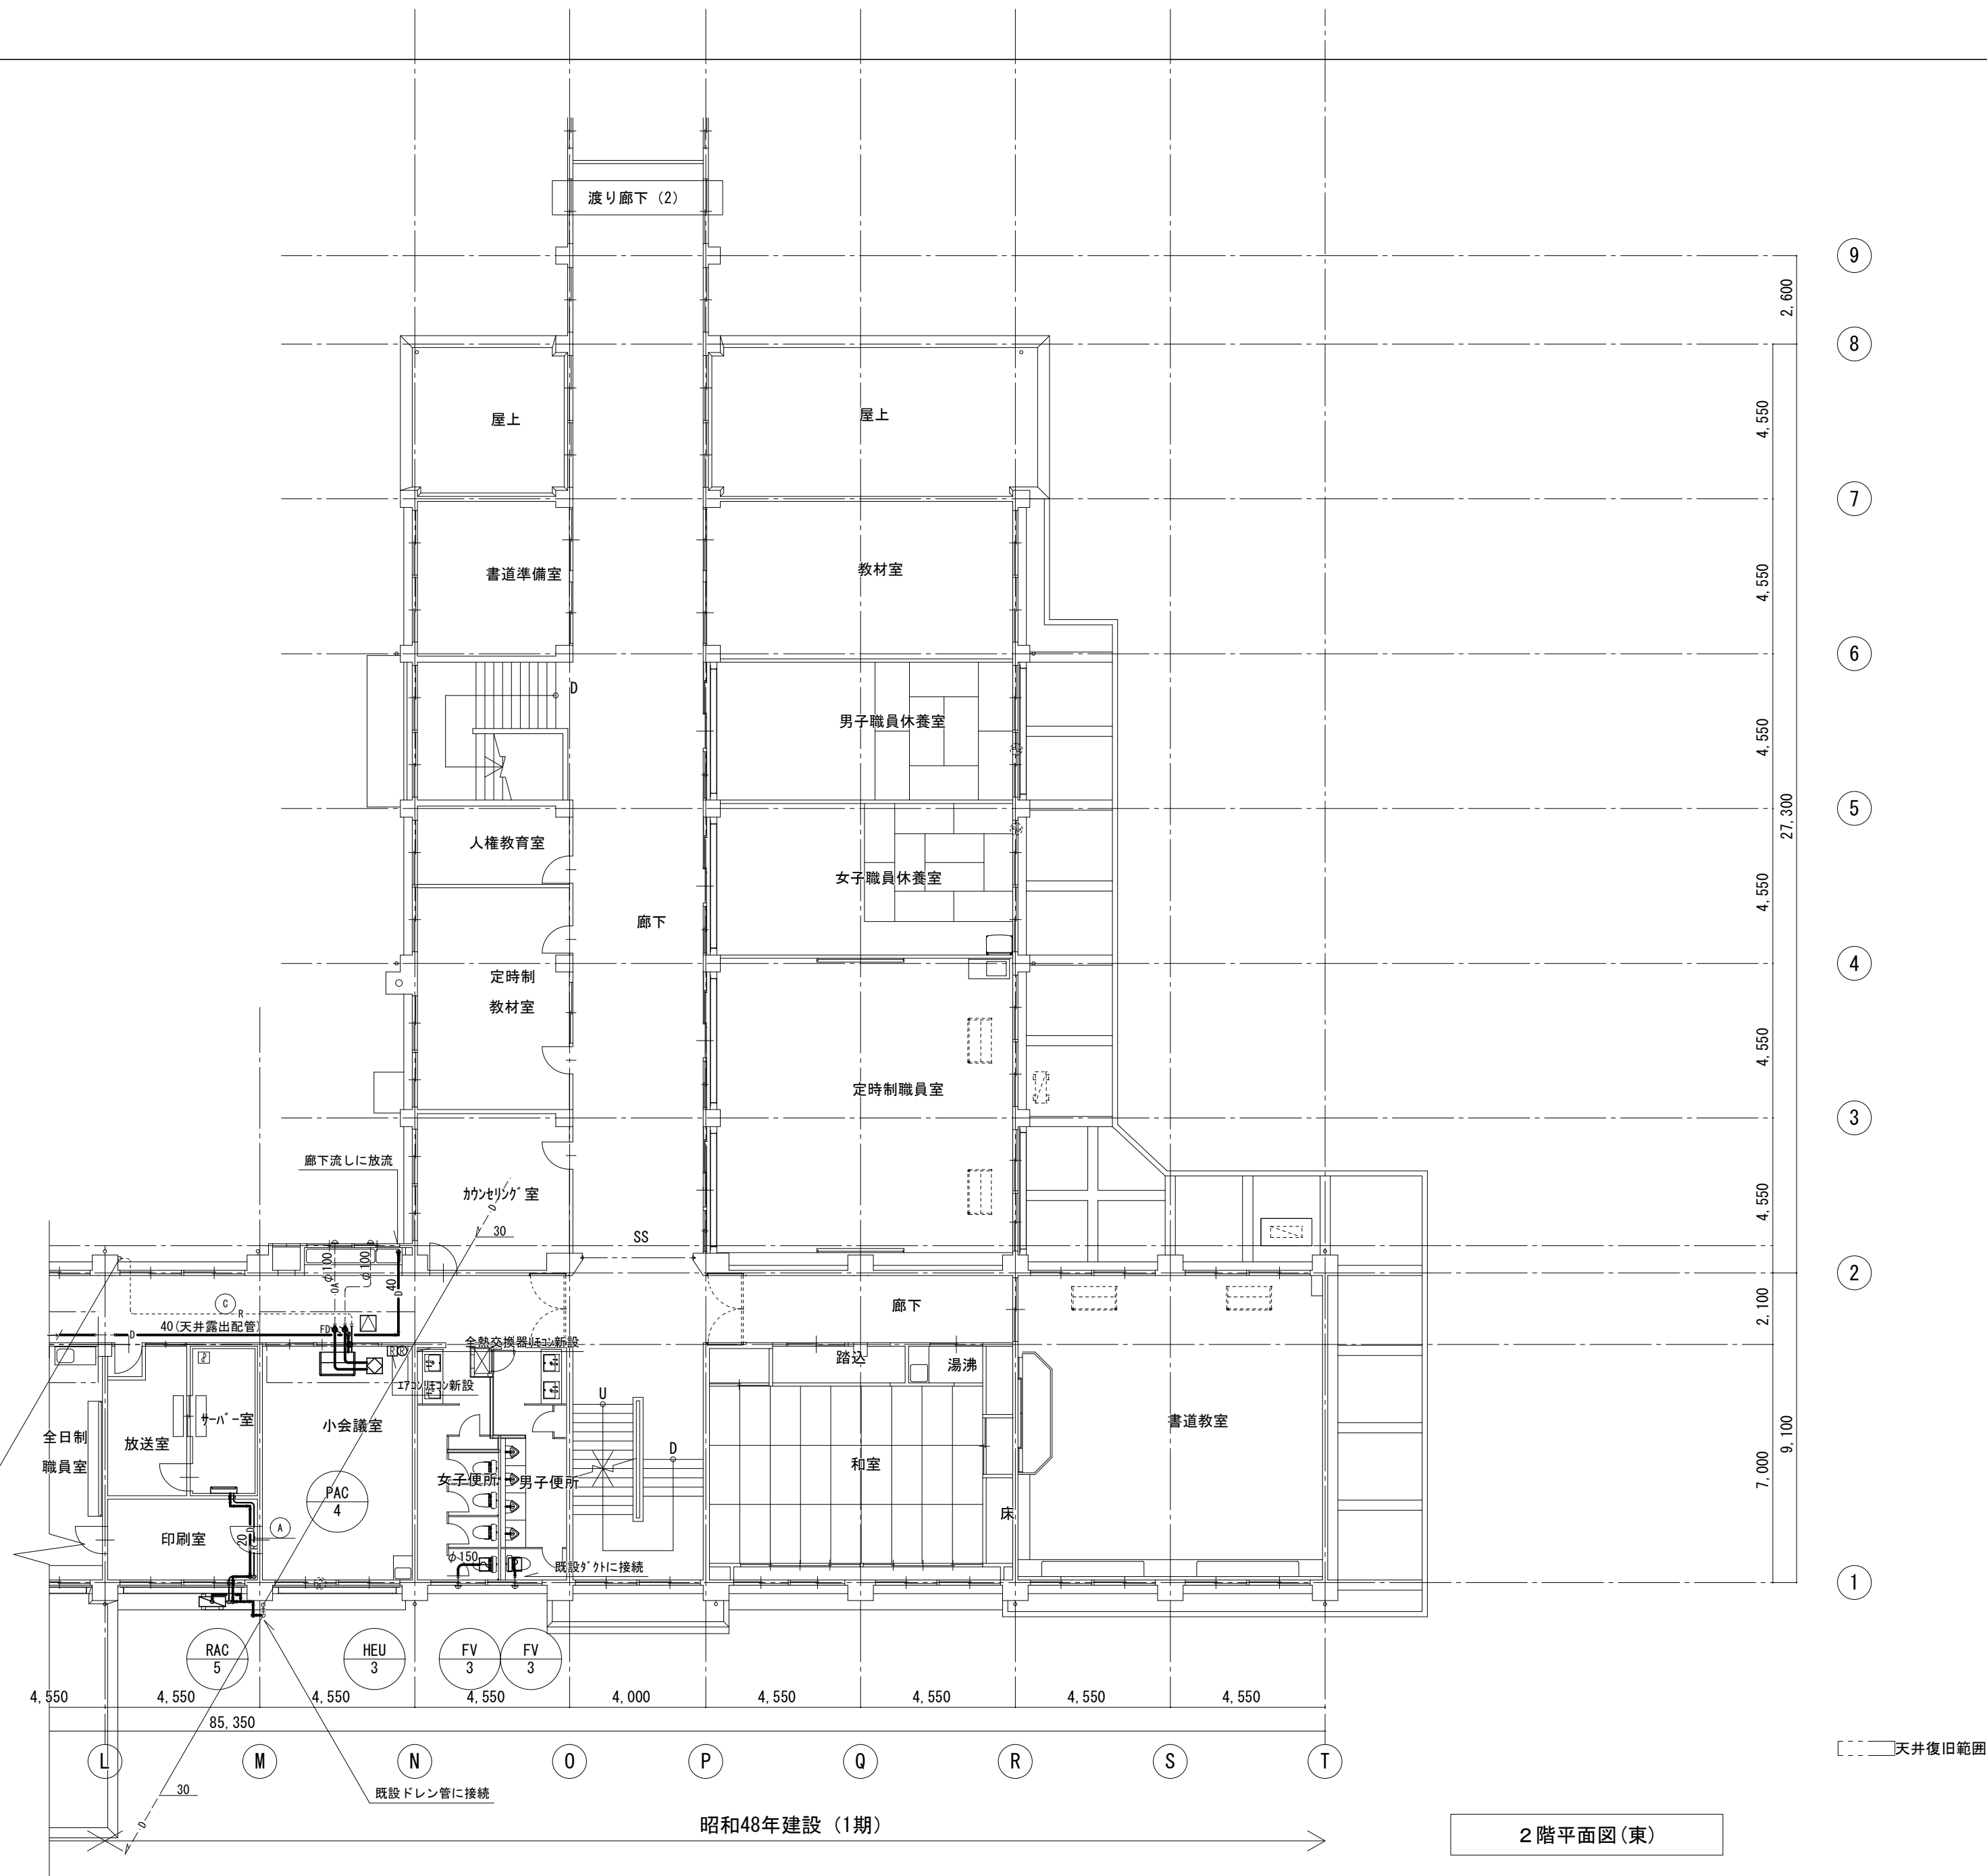 渡り廊下（2）
9
2,600
8
屋上
屋上
4,550
7
書道準備室
教材室
4,550
6
D
男子職員休養室
4,550
5
27,300
人権教育室
女子職員休養室
4,550
廊下
4
定時制
教材室
定時制職員室
4,550
3
廊下流しに放流
ｶｳﾝｾﾘﾝｸﾞ室
4,550
D
30
SS
φ100
φ100
OA
40
D
2
C
R
廊下
2,100
40(天井露出配管)
D
FD
全熱交換器ﾘﾓｺﾝ新設
R
R
踏込
湯沸
ｴｱｺﾝﾘﾓｺﾝ新設
U
サーバー室
小会議室
書道教室
全日制
職員室
放送室
9,100
D
和室
女子便所
男子便所
7,000
PAC
4
床
印刷室
A
20
D
R
φ150
既設ﾀﾞｸﾄに接続
1
RAC
5
HEU
3
FV
3
FV
3
4,550
4,550
4,550
4,550
4,000
4,550
4,550
4,550
4,550
85,350
L
M
N
O
P
Q
R
S
T
天井復旧範囲
30
D
既設ドレン管に接続
昭和48年建設（1期）
２階平面図(東)